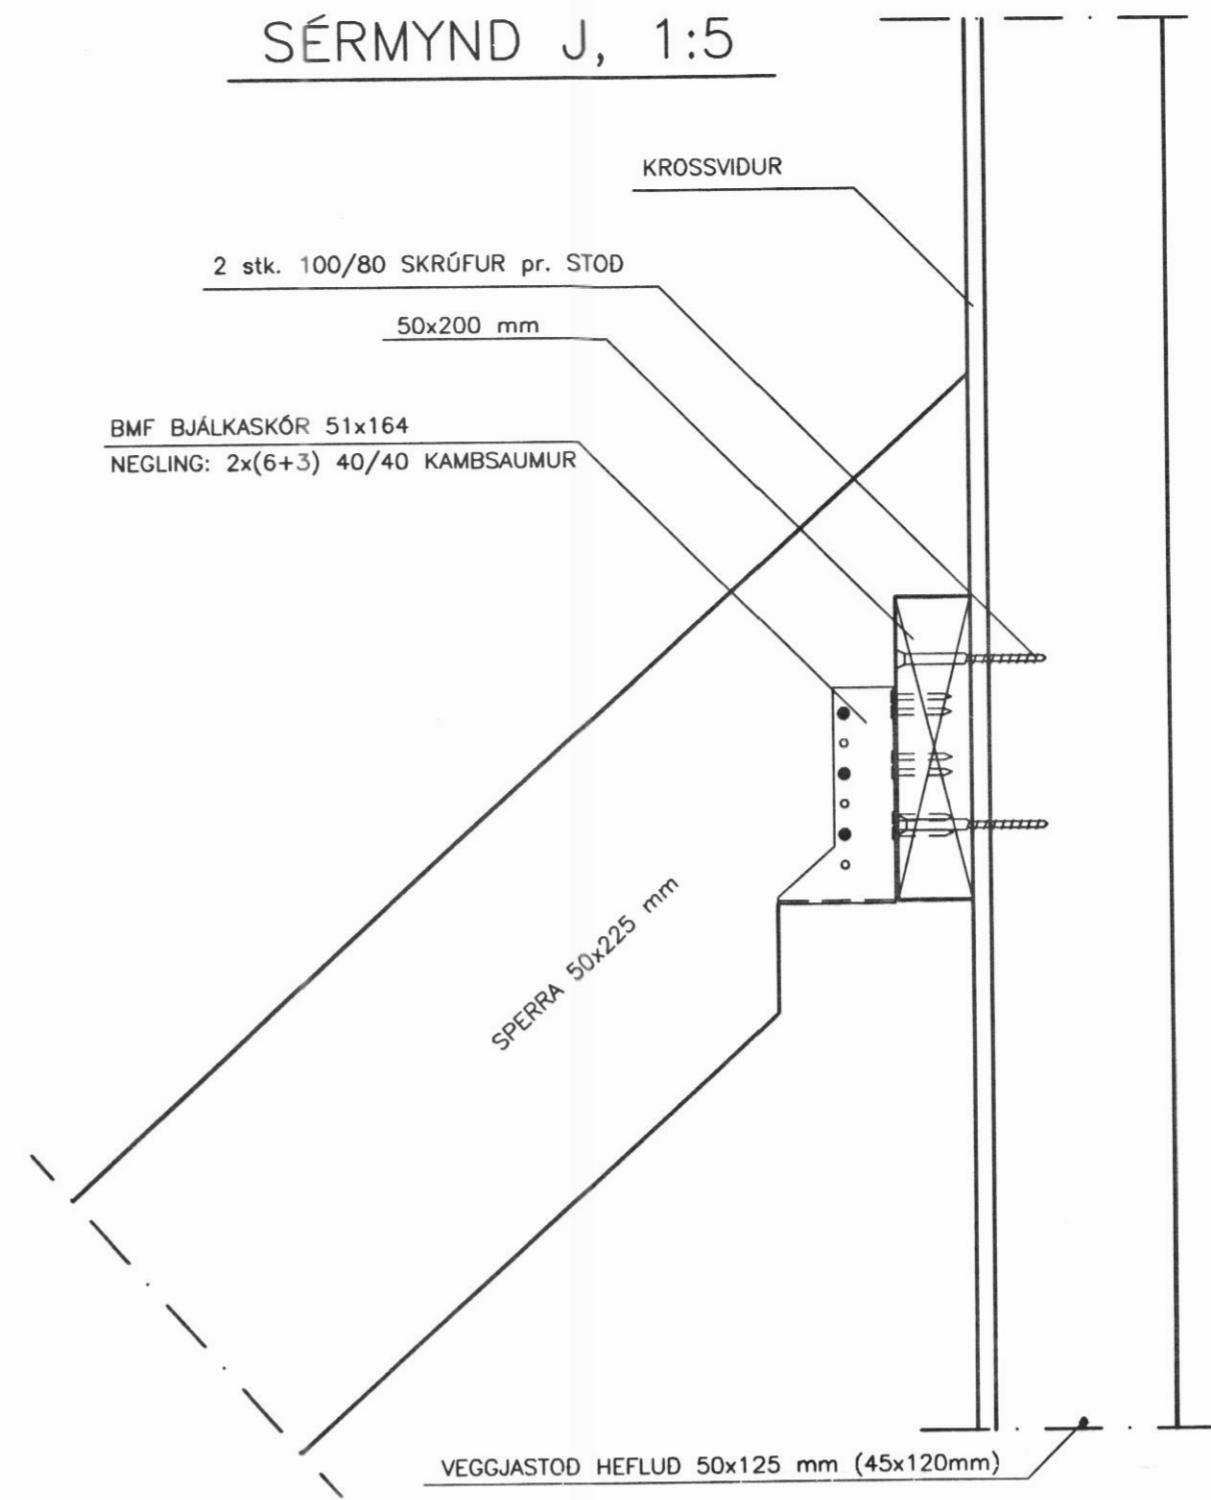 SÉRMYND J, 1:5
KROSSVIDUR
2 stk. 100/80 SKRÚFUR pr. STOD
50x200 mm
BMF BJÁLKASKÓR 51x164
NEGLING: 2x(6+3) 40/40 KAMBSAUMUR
SPERRA 50x225 mm
VEGGJASTOD HEFLUD 50x125 mm (45x120mm)